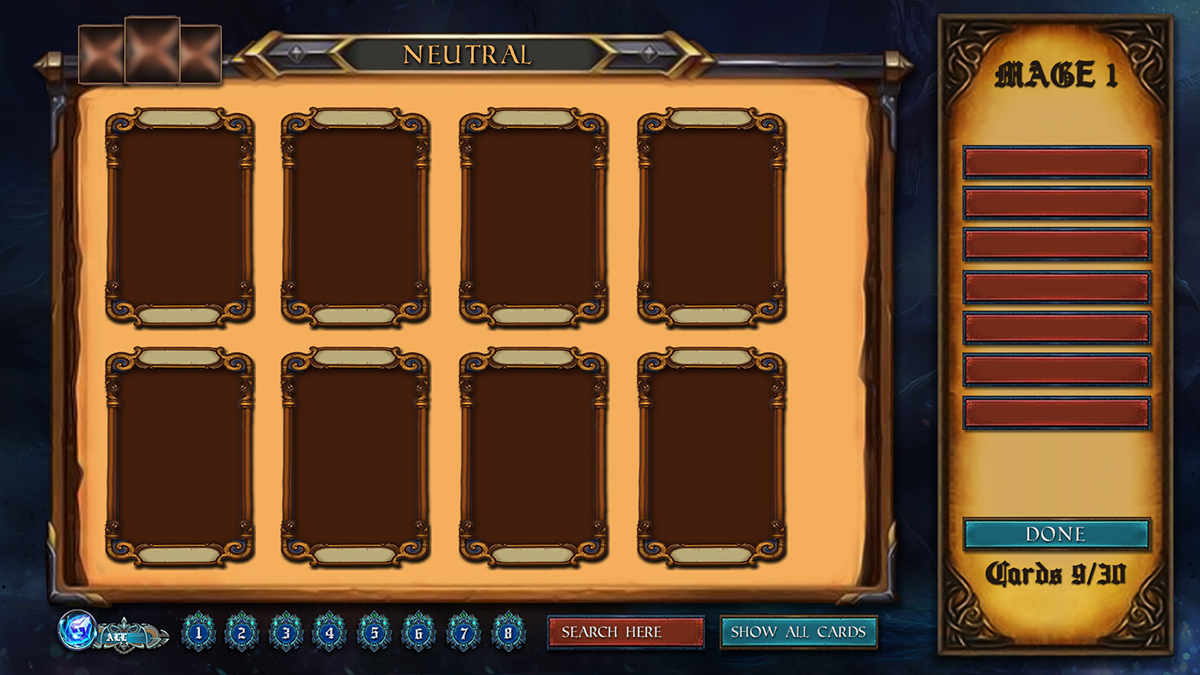 NEUTRAL
MAGE 1
DONE
Cards 9/30
ALL
1 2 3 4 5 6 7 8
SEARCH HERE
SHOW ALL CARDS